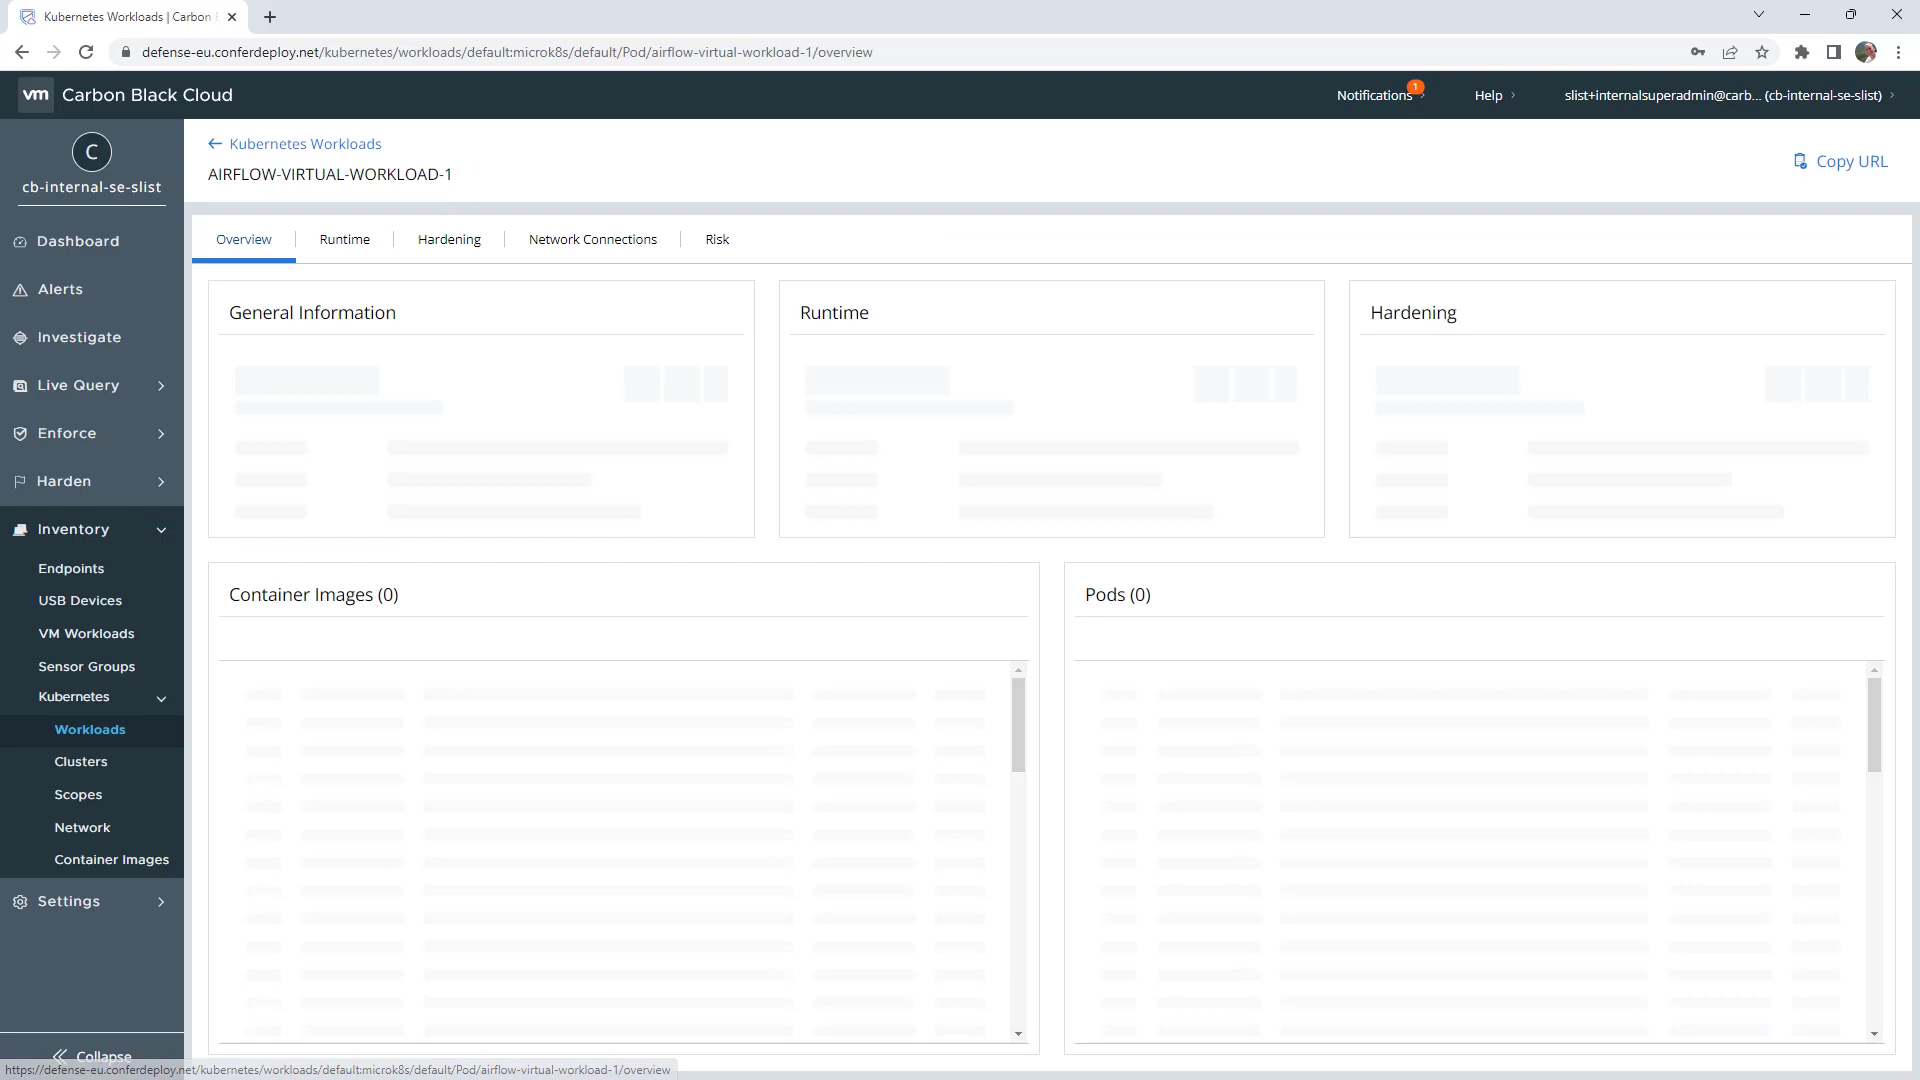 Kubernetes Workloads | Carbon
defense-eu.conferdeploy.net/kubernetes/workloads/default:microk8s/default/Pod/airflow-virtual-workload-1/overview
vm Carbon Black Cloud
Notifications 1
Help
slist+internalsuperadmin@carb... (cb-internal-se-slist)
C
cb-internal-se-slist
Dashboard
Alerts
Investigate
Live Query
Enforce
Harden
Inventory
Endpoints
USB Devices
VM Workloads
Sensor Groups
Kubernetes
Workloads
Clusters
Scopes
Network
Container Images
Settings
Collapse
Kubernetes Workloads
AIRFLOW-VIRTUAL-WORKLOAD-1
Copy URL
Overview Runtime Hardening Network Connections Risk
General Information
Runtime
Hardening
Container Images (0)
Pods (0)
https://defense-eu.conferdeploy.net/kubernetes/workloads/default:microk8s/default/Pod/airflow-virtual-workload-1/overview